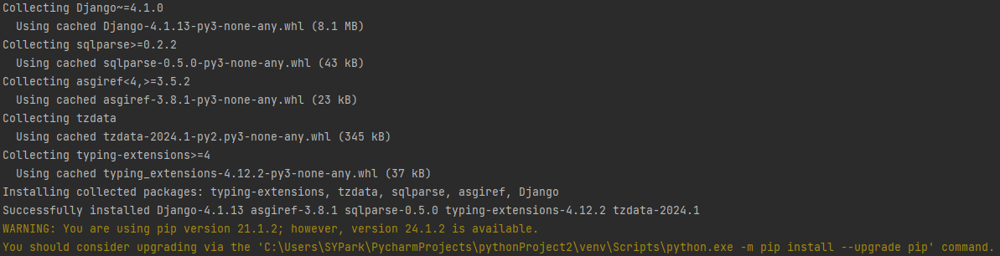 Collecting Django~=4.1.0
  Using cached Django-4.1.13-py3-none-any.whl (8.1 MB)
Collecting sqlparse>=0.2.2
  Using cached sqlparse-0.5.0-py3-none-any.whl (43 kB)
Collecting asgiref<4,>=3.5.2
  Using cached asgiref-3.8.1-py3-none-any.whl (23 kB)
Collecting tzdata
  Using cached tzdata-2024.1-py2.py3-none-any.whl (345 kB)
Collecting typing-extensions>=4
  Using cached typing_extensions-4.12.2-py3-none-any.whl (37 kB)
Installing collected packages: typing-extensions, tzdata, sqlparse, asgiref, Django
Successfully installed Django-4.1.13 asgiref-3.8.1 sqlparse-0.5.0 typing-extensions-4.12.2 tzdata-2024.1
WARNING: You are using pip version 21.1.2; however, version 24.1.2 is available.
You should consider upgrading via the 'C:\Users\SYPark\PycharmProjects\pythonProject2\venv\Scripts\python.exe -m pip install --upgrade pip' command.